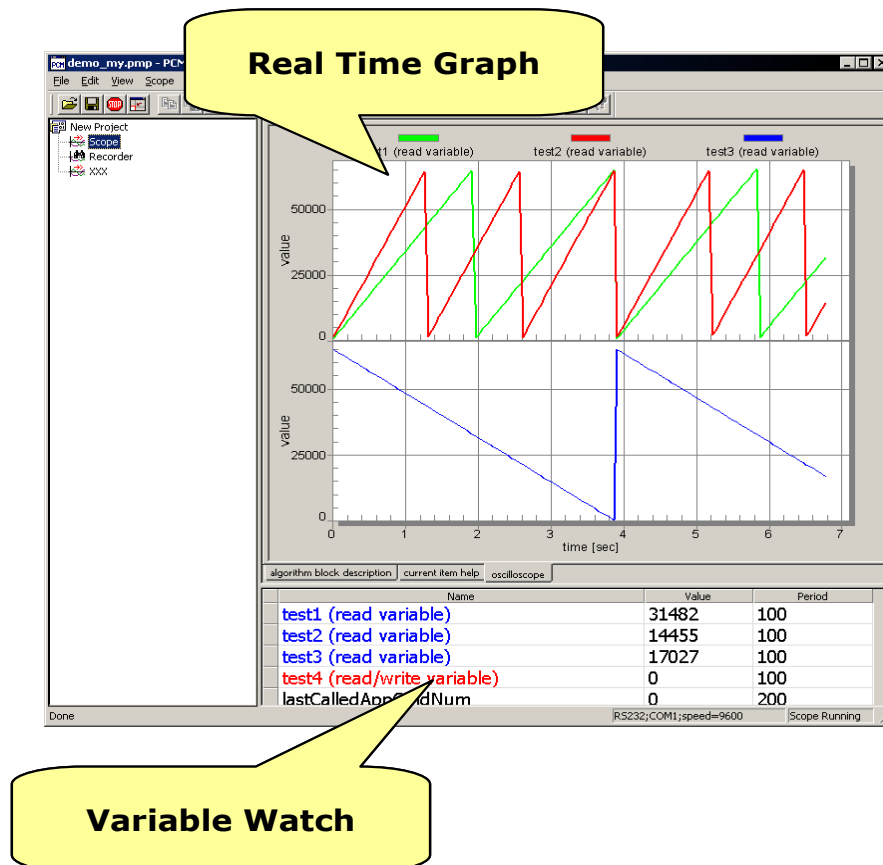 Real Time Graph
demo_my.pmp - PCM
File Edit View Scope
STOP
New Project
Scope
Recorder
XXX
(read variable)
test2 (read variable)
test3 (read variable)
50000
25000
0
value
50000
25000
0
value
0 1 2 3 4 5 6 7
time [sec]
algorithm block description current item help oscilloscope
Name Value Period
test1 (read variable) 31482 100
test2 (read variable) 14455 100
test3 (read variable) 17027 100
test4 (read/write variable) 0 100
0 200
Done RS232;COM1;speed=9600 Scope Running
Variable Watch